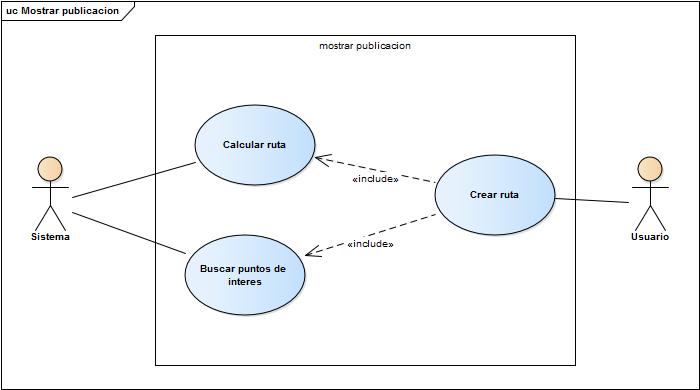 uc Mostrar publicacion
mostrar publicacion
Calcular ruta
«include»
Crear ruta
Sistema
Usuario
«include»
Buscar puntos de
interes